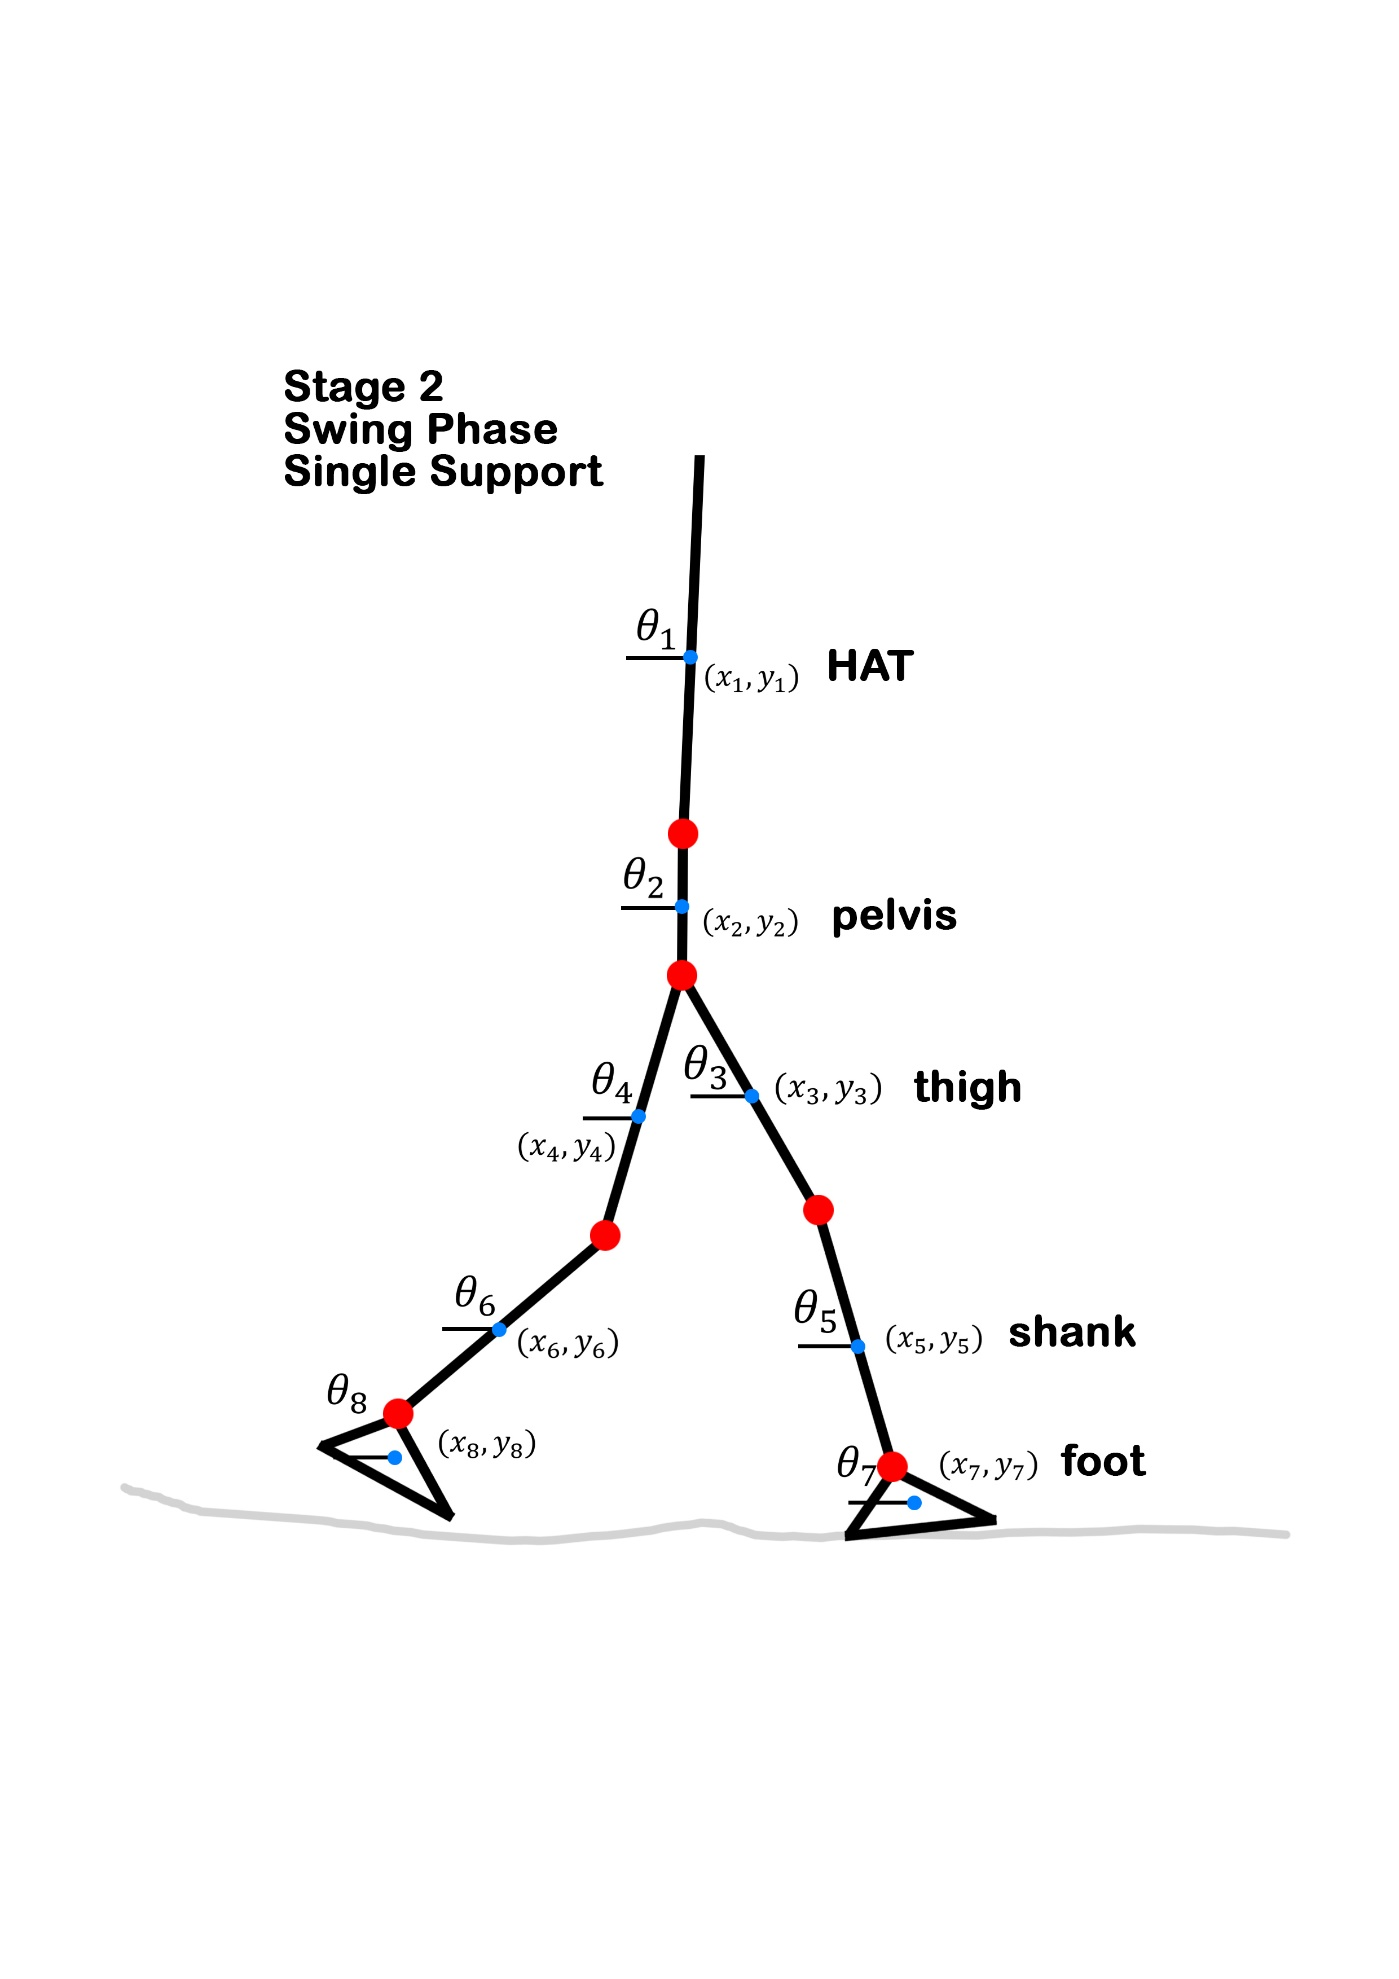 Stage 2
Swing Phase
Single Support
θ₁
(x₁, y₁) HAT
θ₂
(x₂, y₂) pelvis
θ₄ θ₃ (x₃, y₃) thigh
(x₄, y₄)
θ₆ θ₅ (x₅, y₅) shank
(x₆, y₆)
θ₈
(x₈, y₈) θ₇ (x₇, y₇) foot